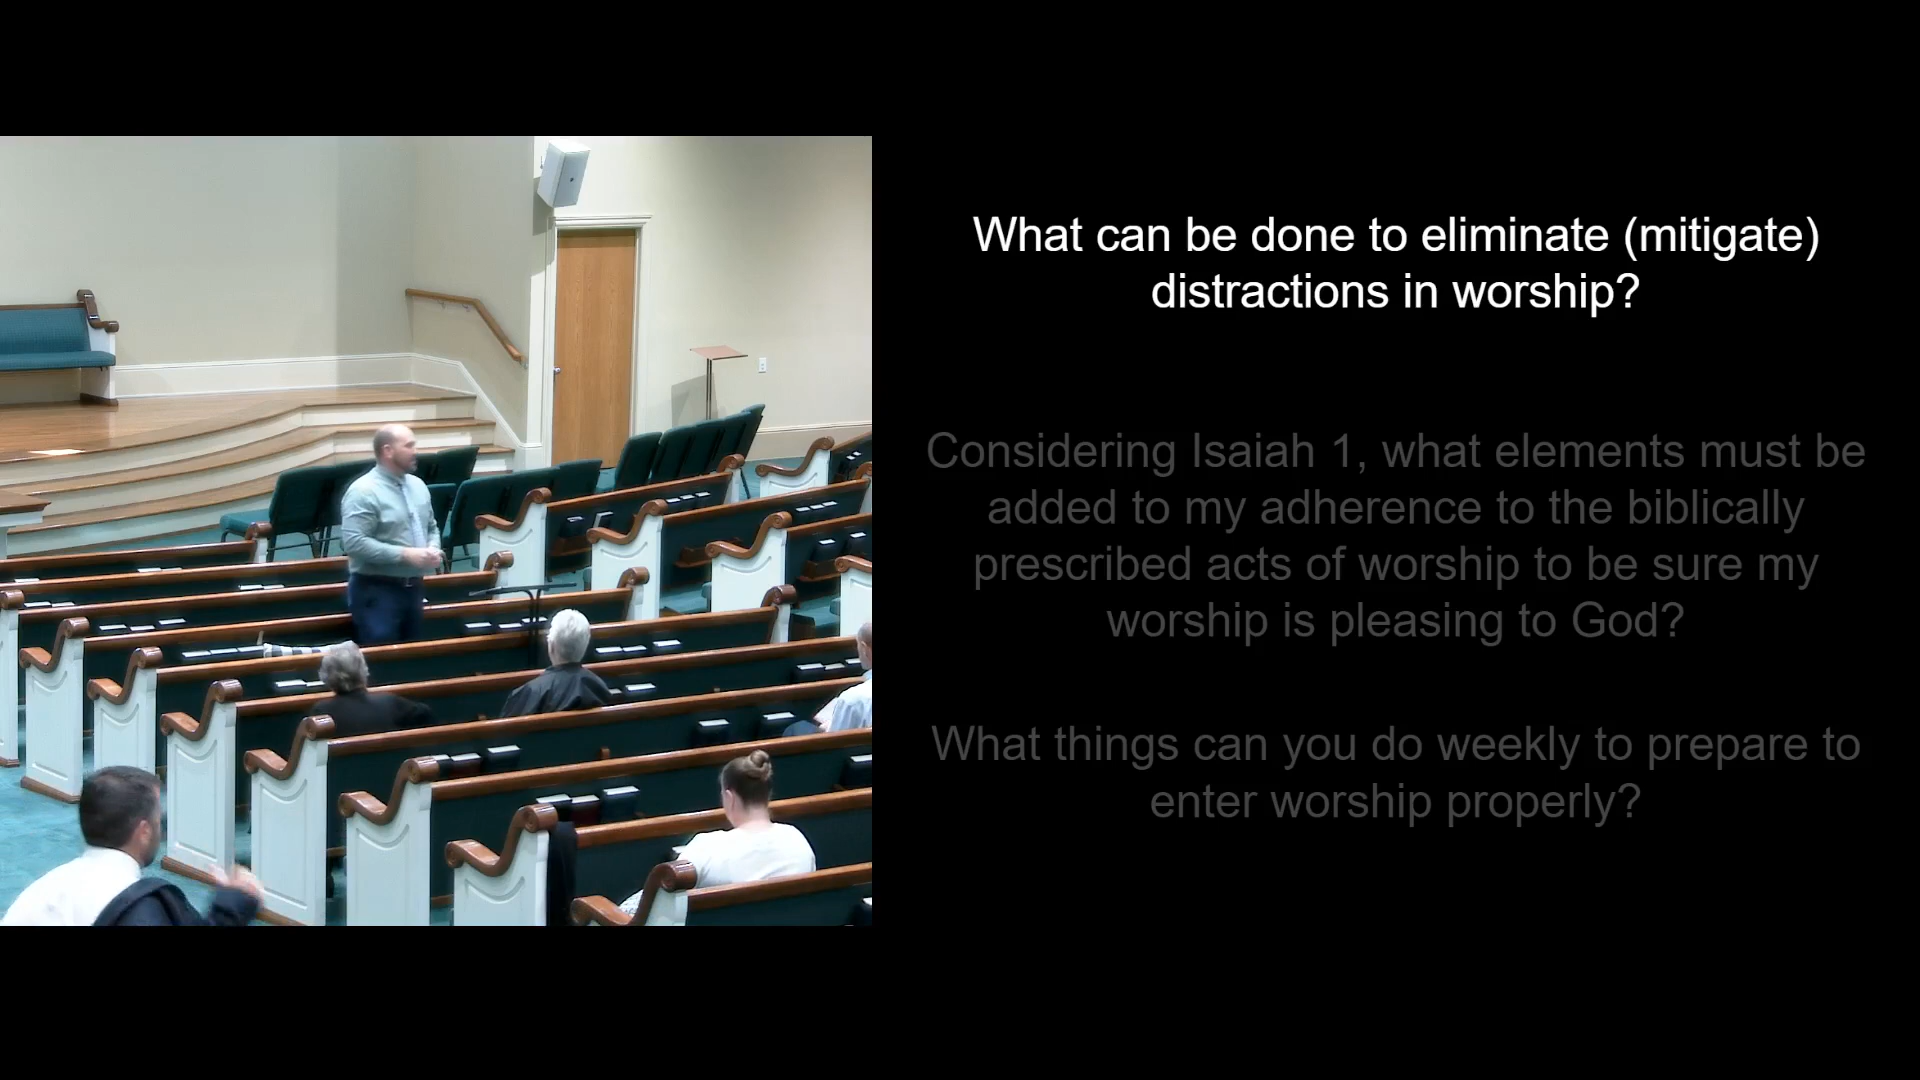 What can be done to eliminate (mitigate)
distractions in worship?
Considering Isaiah 1, what elements must be
added to my adherence to the biblically
prescribed acts of worship to be sure my
worship is pleasing to God?
What things can you do weekly to prepare to
enter worship properly?